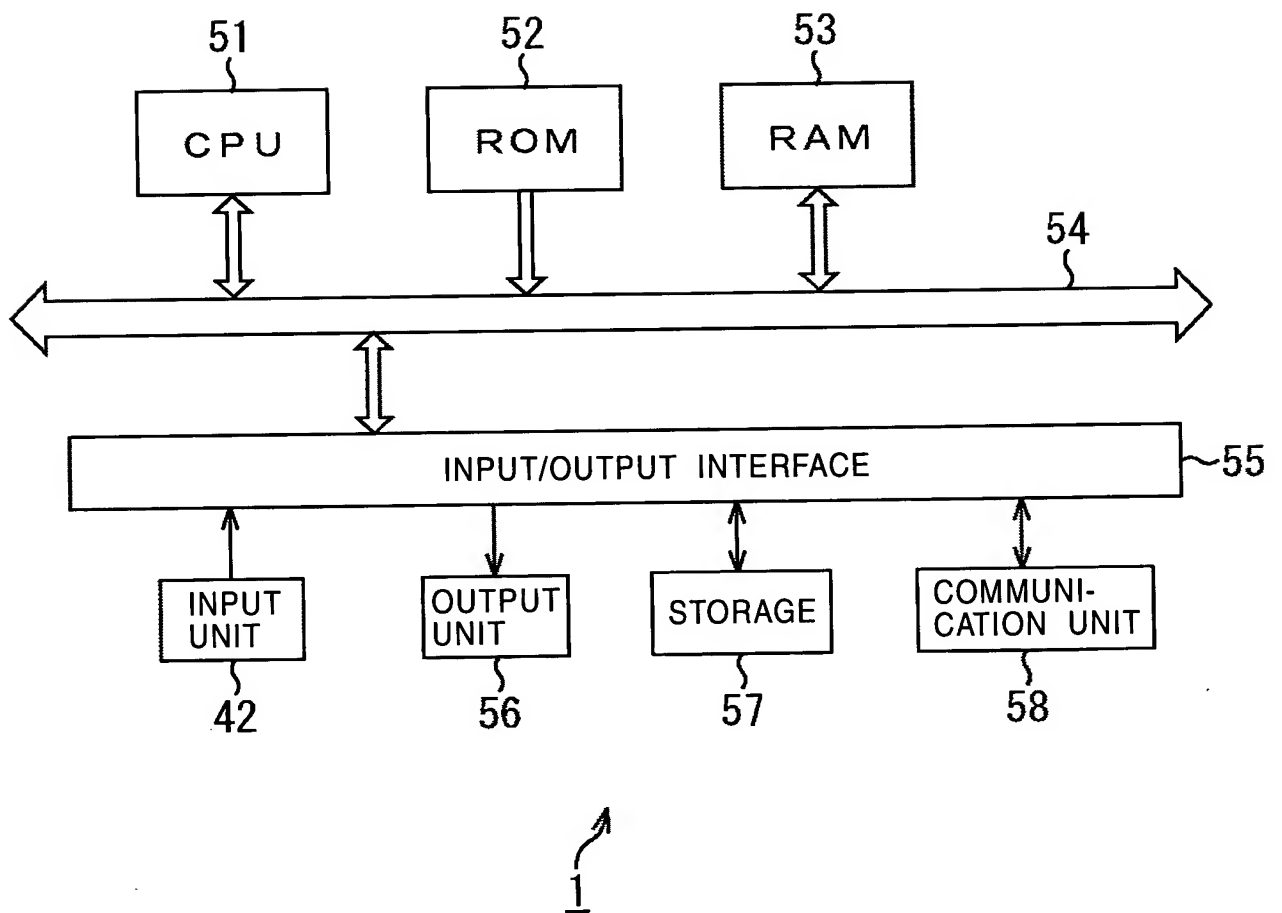 51
52
53
CPU
ROM
RAM
54
INPUT/OUTPUT INTERFACE
55
INPUT
UNIT
OUTPUT
UNIT
STORAGE
COMMUNI-
CATION UNIT
42
56
57
58
1